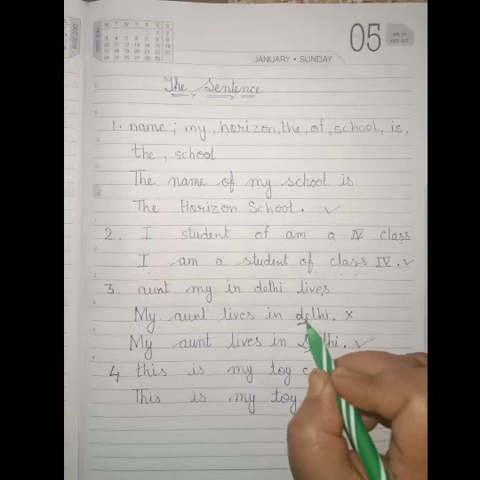 05
JANUARY • SUNDAY
The Sentence
1. name; my, horizon, the, of, school, is,
the, school
The name of my school is
The Horizon School. ✓
2. I student of am a IV class
I am a student of class IV. ✓
3. aunt my in delhi lives
My aunt lives in delhi. ×
My aunt lives in Delhi. ✓
4 this is my toy
This is my toy